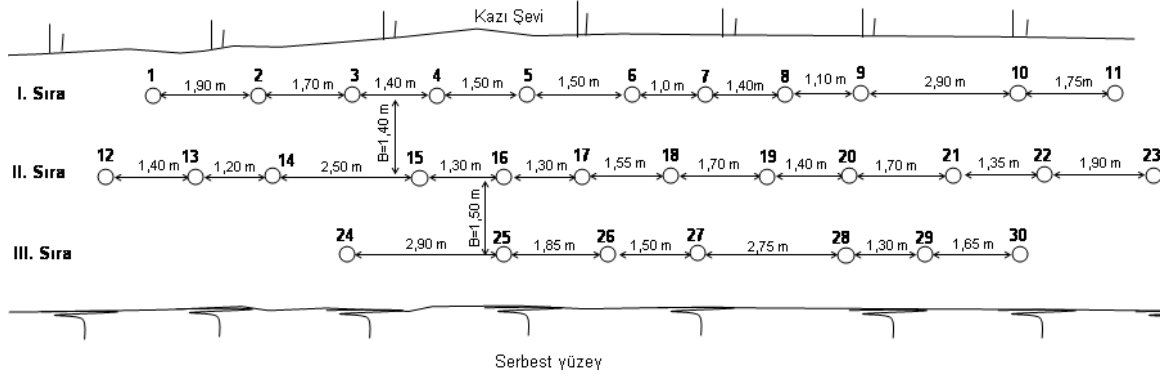 Kazı Şevi
1 2 3 4 5 6 7 8 9 10 11
I. Sıra 1,90 m 1,70 m 1,40 m 1,50 m 1,50 m 1,0 m 1,40m 1,10 m 2,90 m 1,75m
B=1,40 m
12 13 14 15 16 17 18 19 20 21 22 23
II. Sıra 1,40 m 1,20 m 2,50 m 1,30 m 1,30 m 1,55 m 1,70 m 1,40 m 1,70 m 1,35 m 1,90 m
B=1,50 m
24 25 26 27 28 29 30
III. Sıra 2,90 m 1,85 m 1,50 m 2,75 m 1,30 m 1,65 m
Serbest yüzey